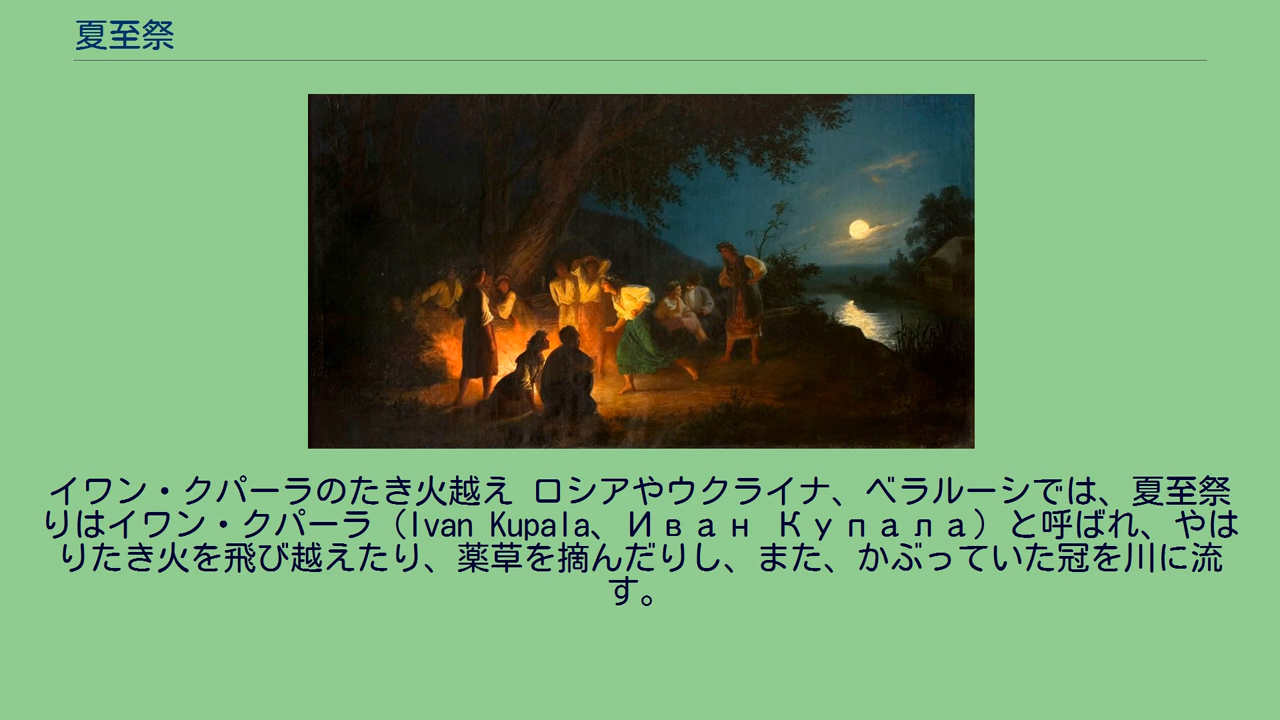 夏至祭
イワン・クパーラのたき火越え ロシアやウクライナ、ベラルーシでは、夏至祭
りはイワン・クパーラ（Ivan Kupala、Иван Купала）と呼ばれ、やは
りたき火を飛び越えたり、薬草を摘んだりし、また、かぶっていた冠を川に流
す。